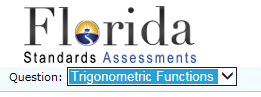 Florida
Standards Assessments
Question: Trigonometric Functions